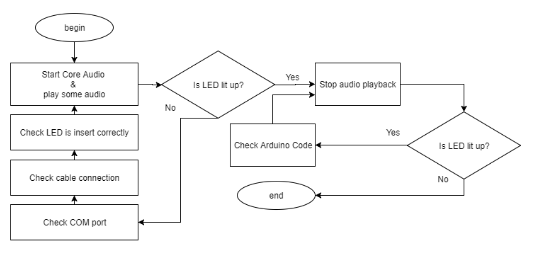 begin
Start Core Audio
&
play some audio
Is LED lit up?
Yes
Stop audio playback
No
Check LED is insert correctly
Check Arduino Code
Yes
Is LED lit up?
Check cable connection
No
end
Check COM port